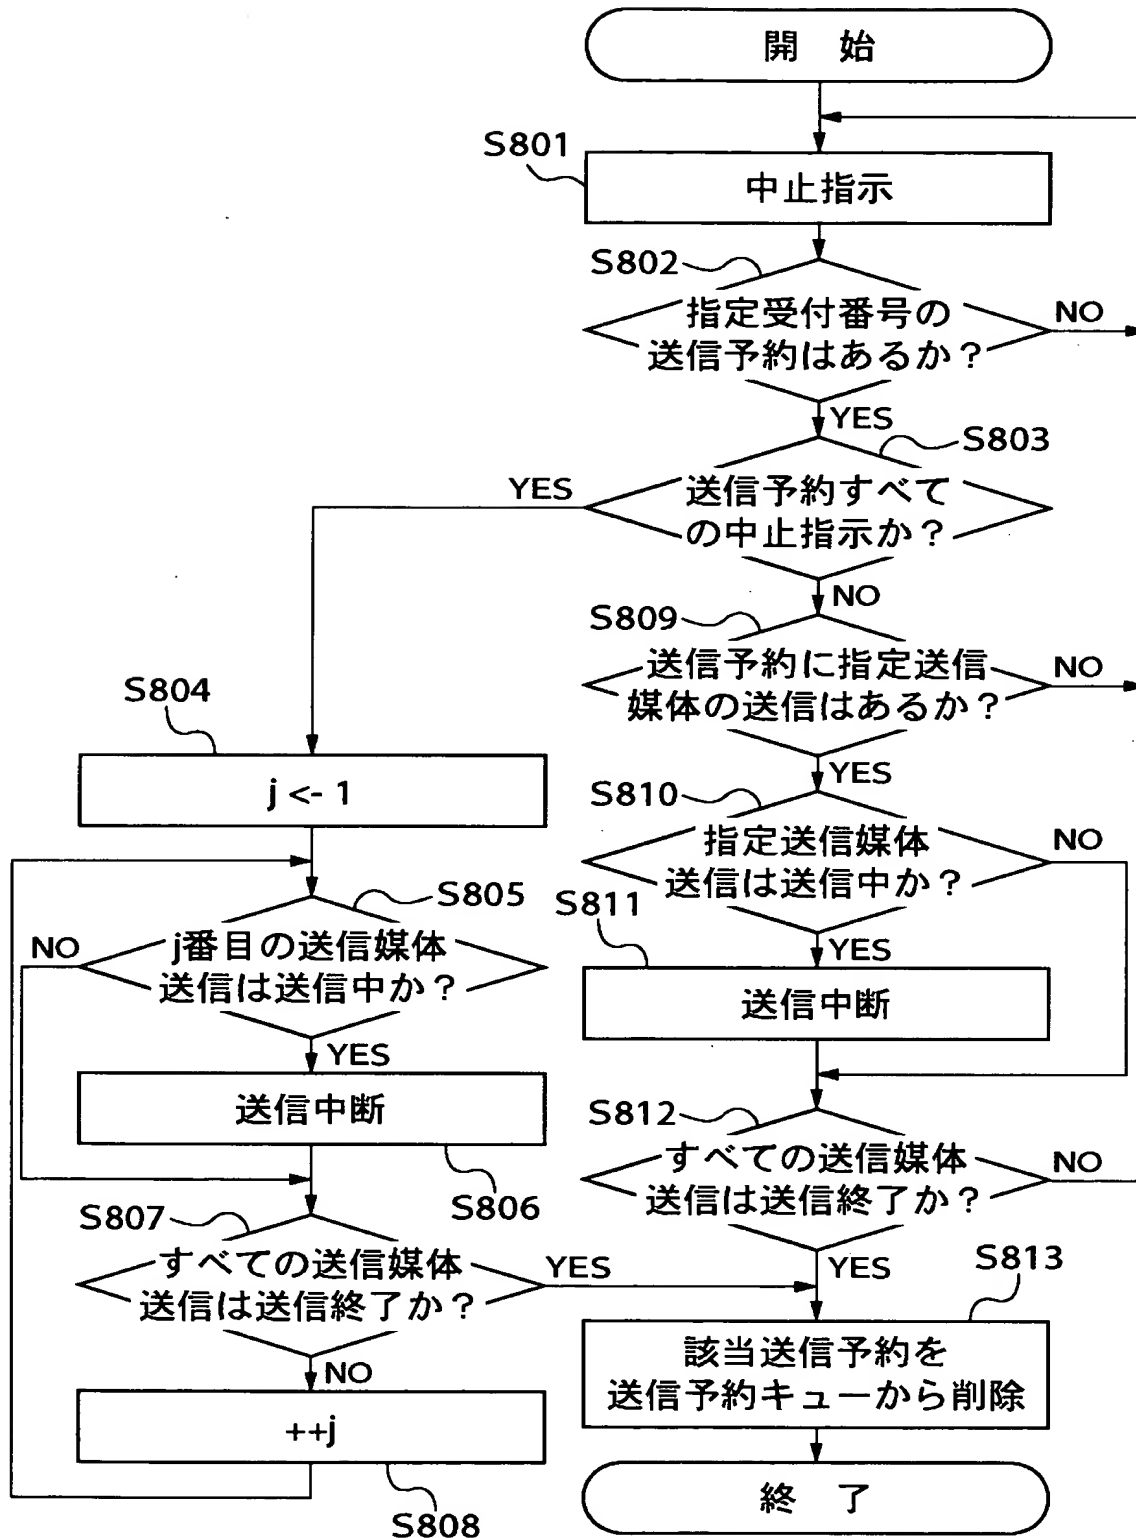 開 始
S801
中止指示
S802
指定受付番号の
送信予約はあるか？
NO
YES
S803
送信予約すべて
の中止指示か？
YES
NO
S809
送信予約に指定送信
媒体の送信はあるか？
NO
YES
S804
j <- 1
S810
指定送信媒体
送信は送信中か？
NO
YES
S805
j番目の送信媒体
送信は送信中か？
NO
YES
S811
送信中断
S806
送信中断
S812
すべての送信媒体
送信は送信終了か？
NO
YES
S807
すべての送信媒体
送信は送信終了か？
YES
NO
S813
該当送信予約を
送信予約キューから削除
++j
S808
終 了